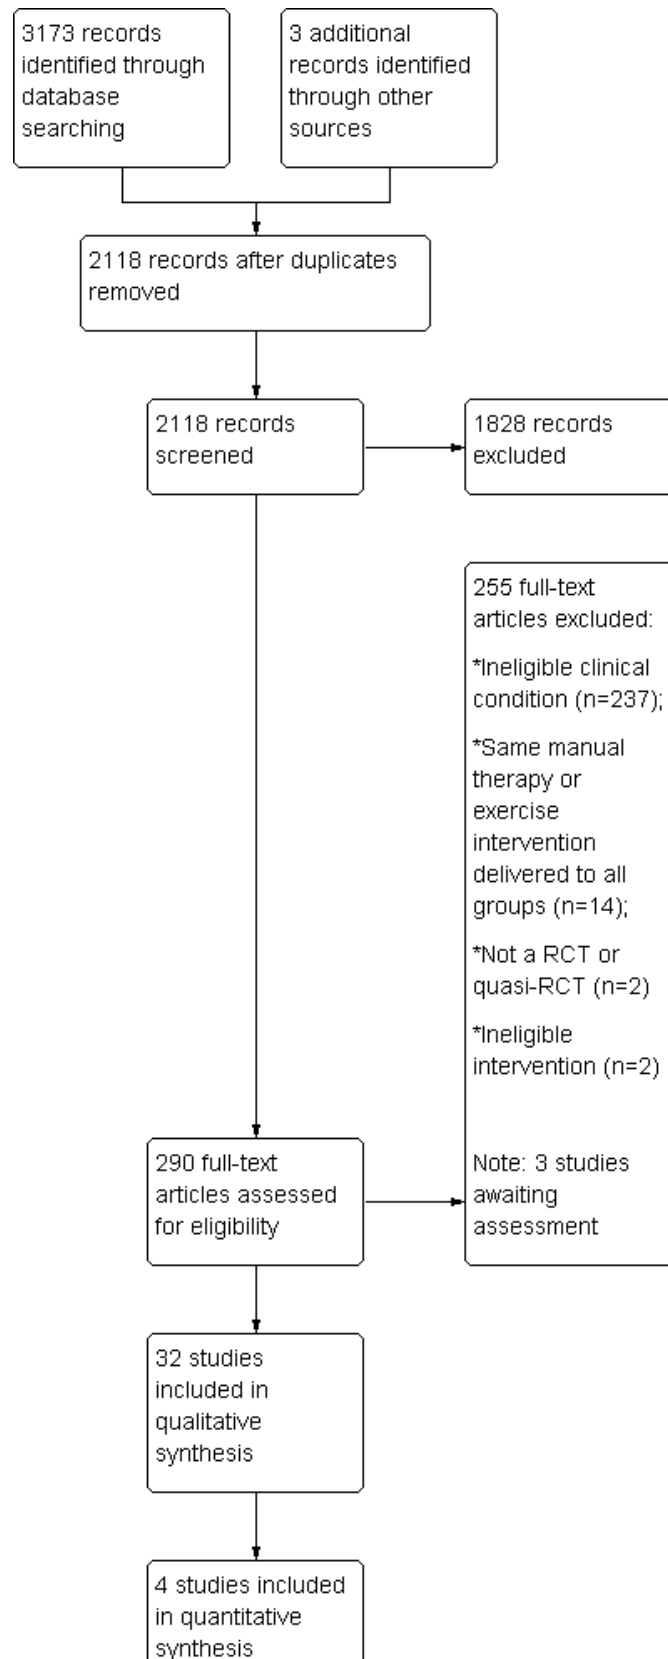 3173 records
identified through
database
searching
3 additional
records identified
through other
sources
2118 records after duplicates
removed
2118 records
screened
1828 records
excluded
255 full-text
articles excluded:
*Ineligible clinical
condition (n=237);
*Same manual
therapy or
exercise
intervention
delivered to all
groups (n=14);
*Not a RCT or
quasi-RCT (n=2)
*Ineligible
intervention (n=2)
Note: 3 studies
awaiting
assessment
290 full-text
articles assessed
for eligibility
32 studies
included in
qualitative
synthesis
4 studies included
in quantitative
synthesis